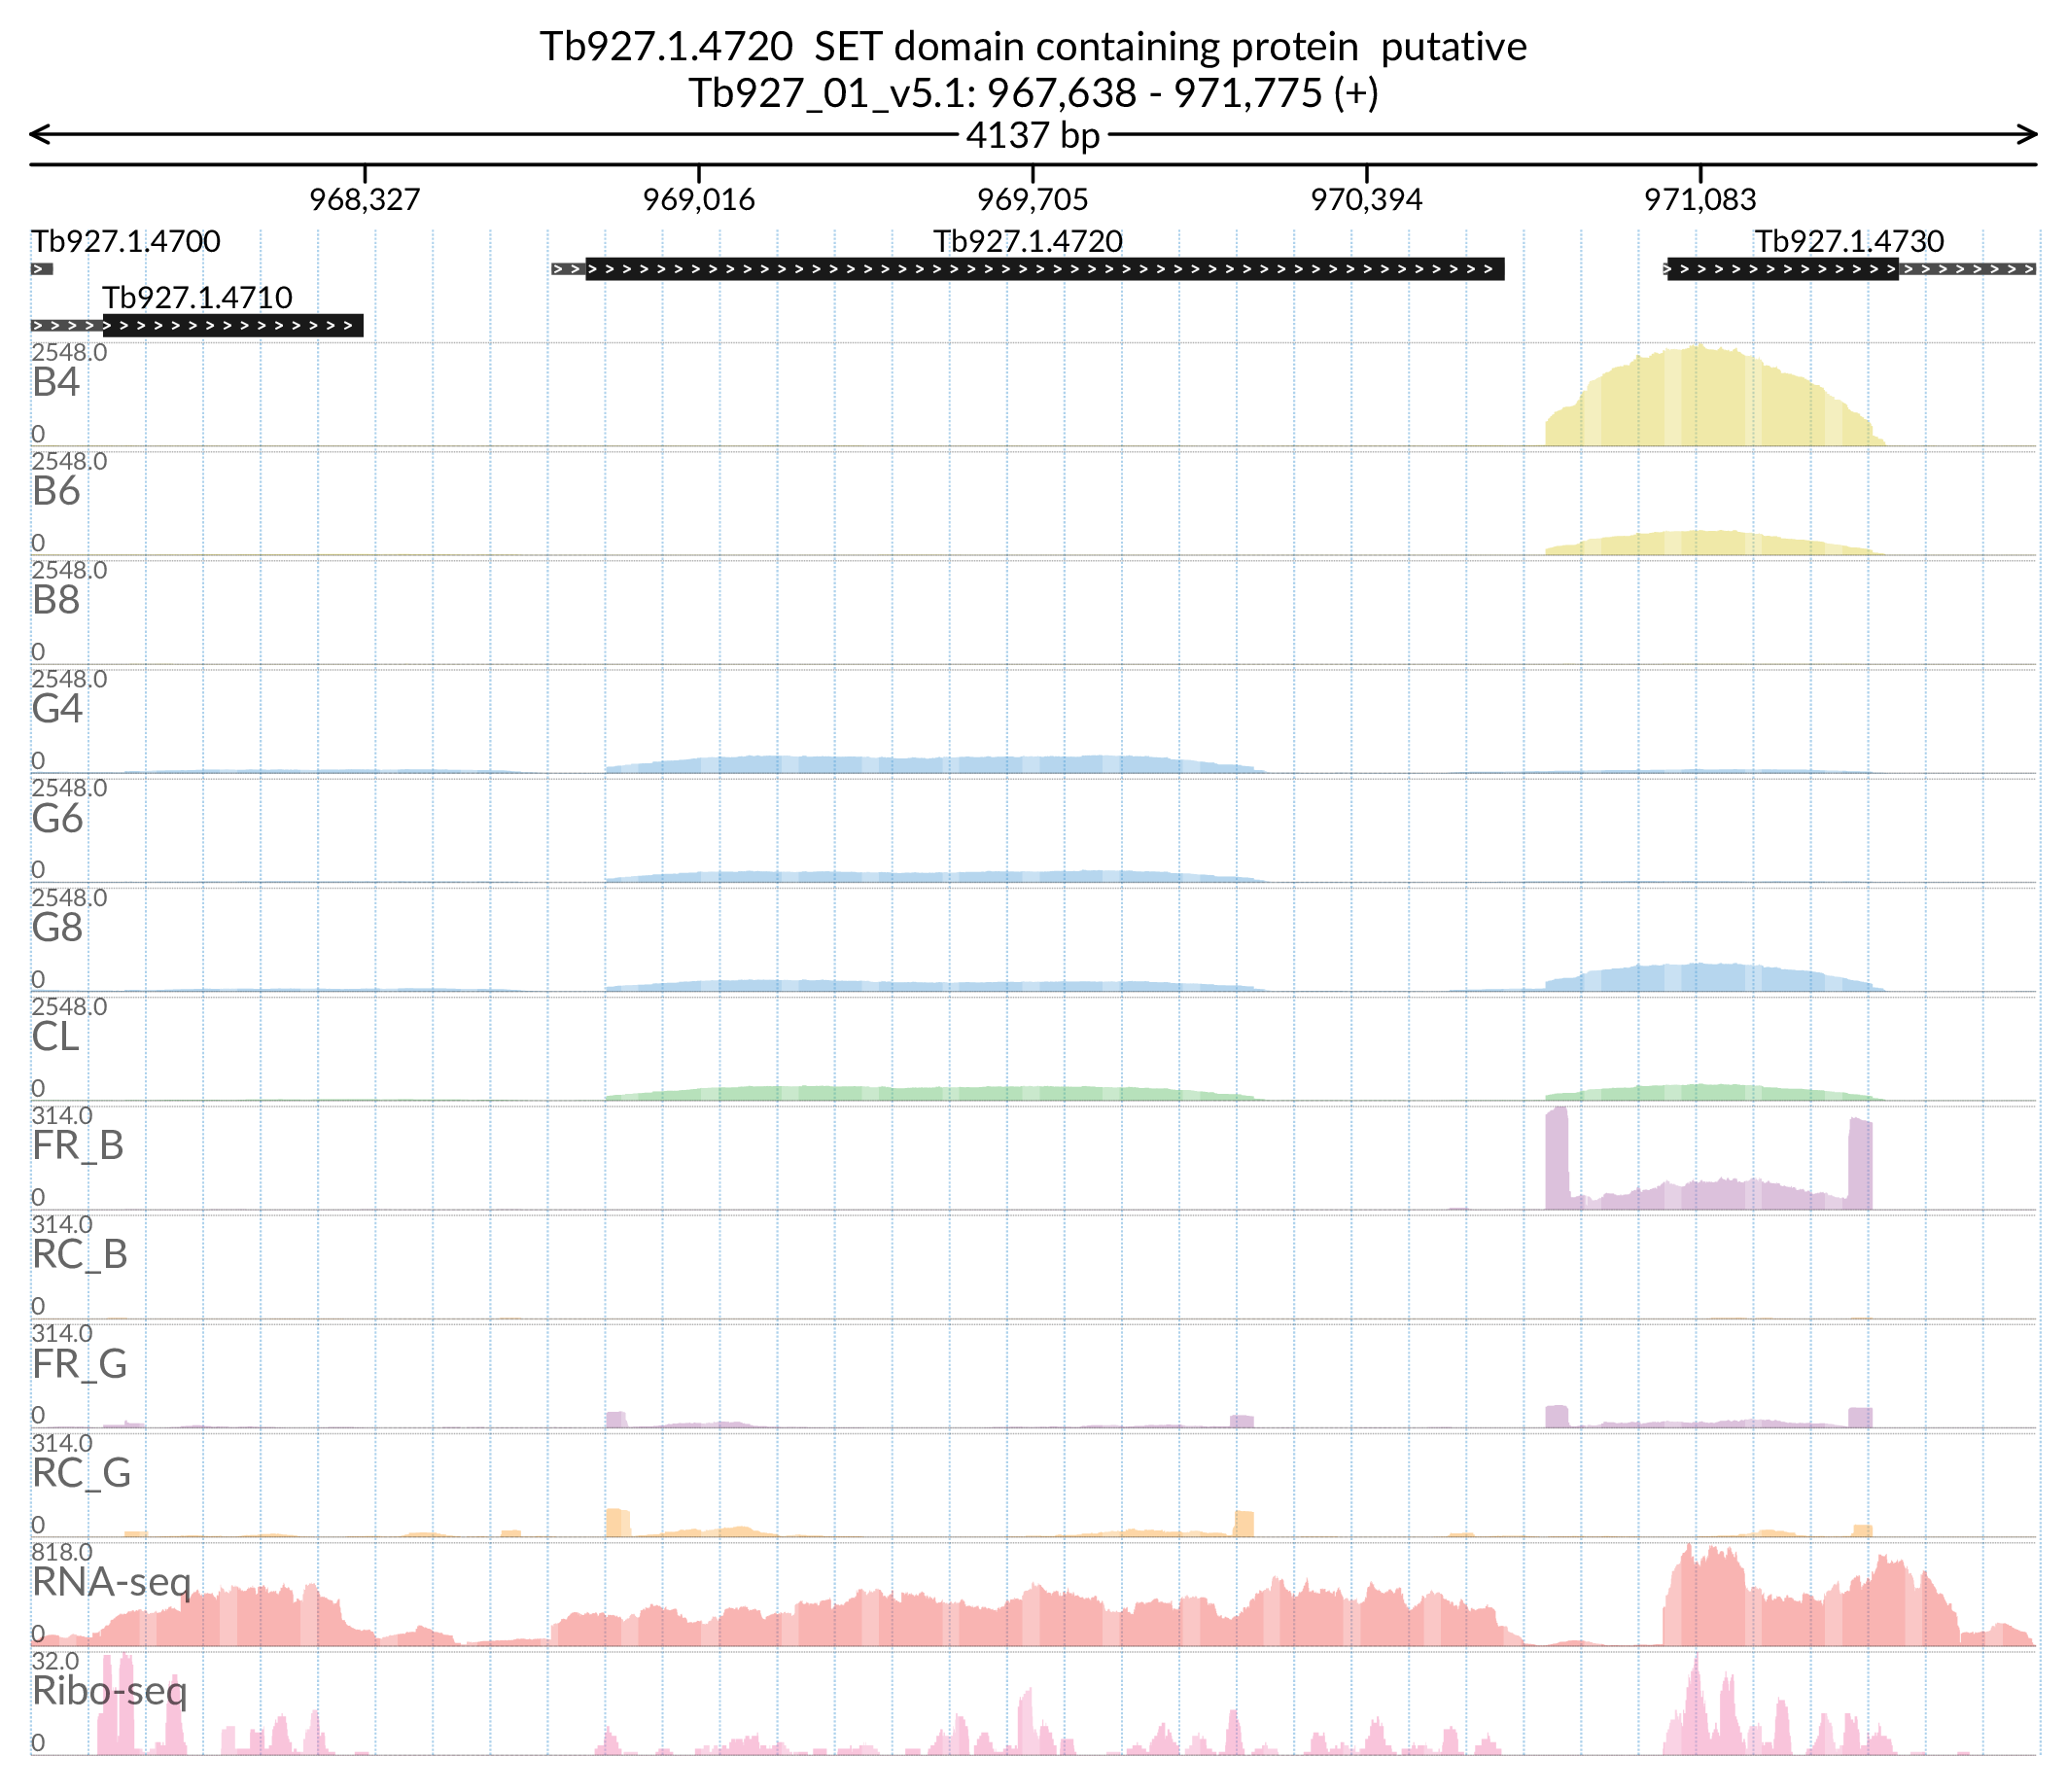 Tb927.1.4720  SET domain containing protein  putative
Tb927_01_v5.1: 967,638 - 971,775 (+)
4137 bp
968,327 969,016 969,705 970,394 971,083
Tb927.1.4700 Tb927.1.4720 Tb927.1.4730
Tb927.1.4710
2548.0
B4
0
2548.0
B6
0
2548.0
B8
0
2548.0
G4
0
2548.0
G6
0
2548.0
G8
0
2548.0
CL
0
314.0
FR_B
0
314.0
RC_B
0
314.0
FR_G
0
314.0
RC_G
0
818.0
RNA-seq
0
32.0
Ribo-seq
0